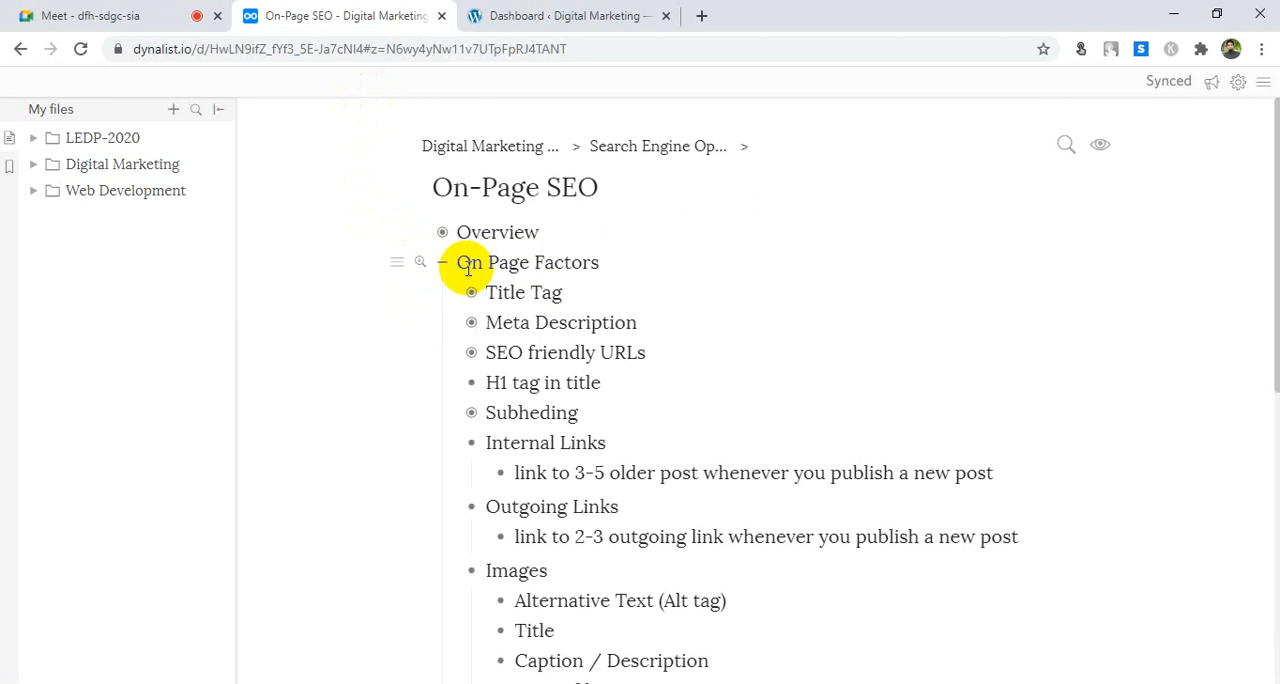 Meet - dfh-sdgc-sia
On-Page SEO - Digital Marketing
Dashboard ‹ Digital Marketing —
dynalist.io/d/HwLN9ifZ_fYf3_5E-Ja7cNl4#z=N6wy4yNw11v7UTpFpRJ4TANT
Synced
My files
LEDP-2020
Digital Marketing
Web Development
Digital Marketing ... > Search Engine Op... >
On-Page SEO
Overview
On Page Factors
Title Tag
Meta Description
SEO friendly URLs
H1 tag in title
Subheding
Internal Links
link to 3-5 older post whenever you publish a new post
Outgoing Links
link to 2-3 outgoing link whenever you publish a new post
Images
Alternative Text (Alt tag)
Title
Caption / Description